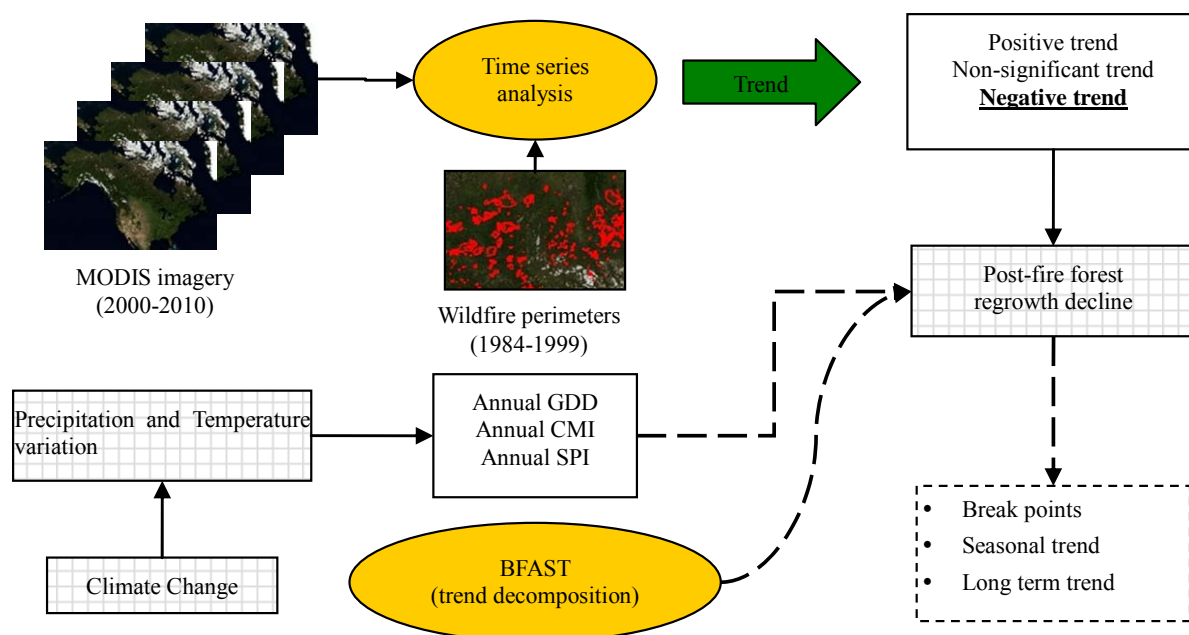 Time series
analysis
Trend
Positive trend
Non-significant trend
Negative trend
MODIS imagery
(2000-2010)
Wildfire perimeters
(1984-1999)
Post-fire forest
regrowth decline
Precipitation and Temperature
variation
Annual GDD
Annual CMI
Annual SPI
Climate Change
BFAST
(trend decomposition)
• Break points
• Seasonal trend
• Long term trend